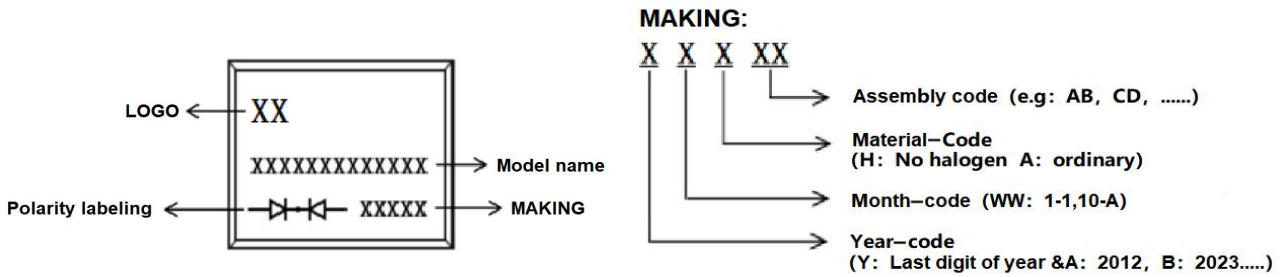 LOGO
XX
XXXXXXXXXXXXX
Model name
Polarity labeling
XXXXX
MAKING
MAKING:
X X X XX
Assembly code (e.g: AB, CD, ......)
Material-Code
(H: No halogen A: ordinary)
Month-code (WW: 1-1,10-A)
Year-code
(Y: Last digit of year &A: 2012, B: 2023.....)